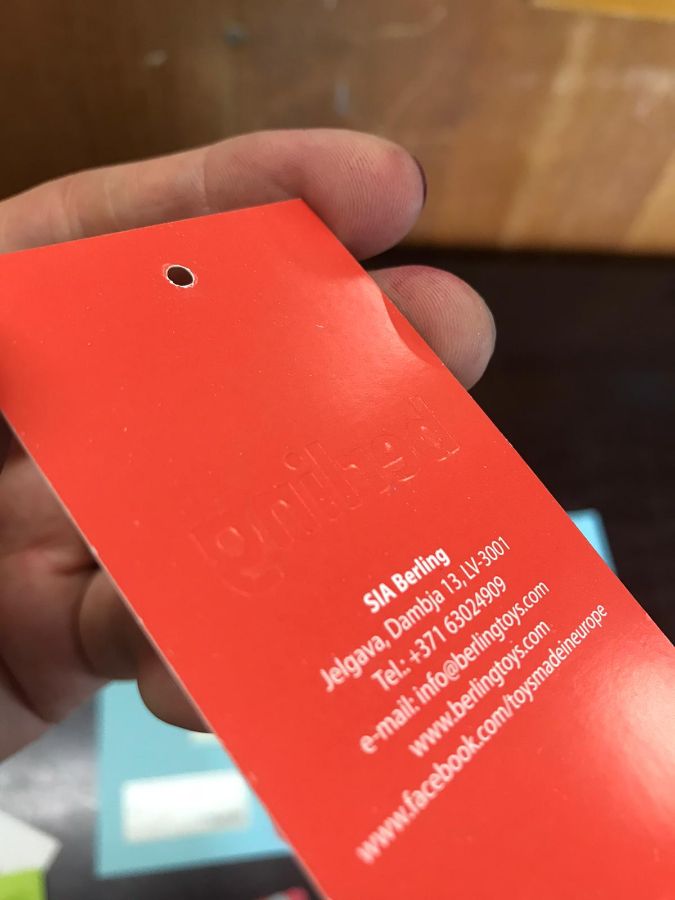 berling
SIA Berling
Jelgava, Dambja 13, LV-3001
Tel.: +371 63024909
e-mail: info@berlingtoys.com
www.berlingtoys.com
www.facebook.com/toysmadeineurope